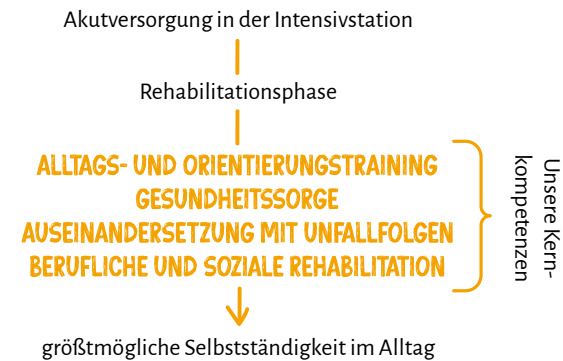 Akutversorgung in der Intensivstation
Rehabilitationsphase
ALLTAGS- UND ORIENTIERUNGSTRAINING
GESUNDHEITSSORGE
AUSEINANDERSETZUNG MIT UNFALLFOLGEN
BERUFLICHE UND SOZIALE REHABILITATION
Unsere Kern-
kompetenzen
größtmögliche Selbstständigkeit im Alltag